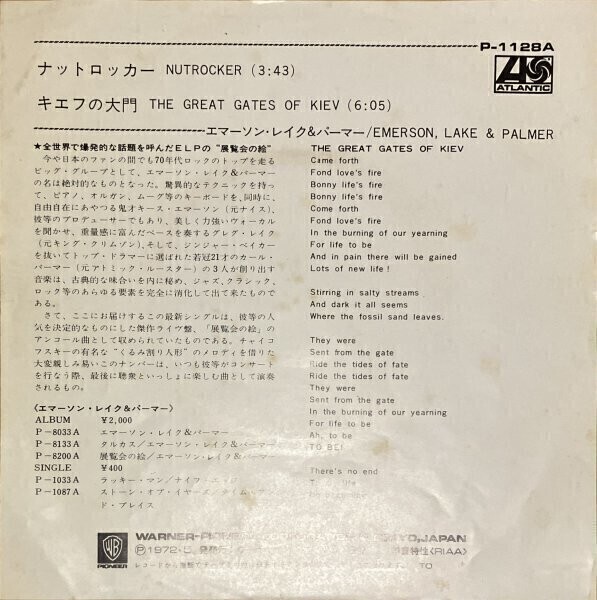 P-1128A
ナットロッカー NUTROCKER (3:43)
キエフの大門 THE GREAT GATES OF KIEV (6:05)
ATLANTIC
エマーソン・レイク&パーマー/EMERSON, LAKE & PALMER
★全世界で爆発的な話題を呼んだELPの"展覧会の絵"
今や日本のファンの間でも70年代ロックのトップを走る
ビッグ・グループとして、エマーソン・レイク&パーマー
の名は絶対的なものとなった。驚異的なテクニックを持っ
て、ピアノ、オルガン、ムーグ等のキーボードを、同時に、
自由自在にあやつる鬼才キース・エマーソン(元ナイス)、
彼等のプロデューサーでもあり、美しく力強いヴォーカル
を聞かせ、重量感に富んだベースを奏するグレグ・レイク
(元キング・クリムゾン)、そして、ジンジャー・ベイカー
を抜いてトップ・ドラマーに選ばれた若冠21才のカール・
パーマー(元アトミック・ルースター)の3人が創り出す
音楽は、古典的な味合いを内に秘め、ジャズ、クラシック、
ロック等のあらゆる要素を完全に消化して出て来たもので
ある。
さて、ここにお届けするこの最新シングルは、彼等の人
気を決定的なものにした傑作ライヴ盤、「展覧会の絵」の
アンコール曲として収められていたものである。チャイコ
フスキーの有名な"くるみ割り人形"のメロディを借りた
大変親しみ易いこのナンバーは、いつも彼等がコンサート
を行なう際、最後に聴衆といっしょに楽しむ曲として演奏
されるもの。
〈エマーソン・レイク&パーマー〉
ALBUM ¥2,000
P-8033A エマーソン・レイク&パーマー
P-8133A タルカス/エマーソン・レイク&パーマー
P-8200A 展覧会の絵/エマーソン・レイク&パーマー
SINGLE ¥400
P-1033A ラッキー・マン/ナイフ・エッジ
P-1087A ストーン・オブ・イヤーズ/タイム・アン
ド・プレイス
THE GREAT GATES OF KIEV
Came forth
Fond love's fire
Bonny life's fire
Bonny life's fire
Come forth
Fond love's fire
In the burning of our yearning
For life to be
And in pain there will be gained
Lots of new life!
Stirring in salty streams
And dark it all seems
Where the fossil sand leaves.
They were
Sent from the gate
Ride the tides of fate
Ride the tides of fate
They were
Sent from the gate
In the burning of our yearning
For life to be
Ah, to be
TO BE!
There's no end
life
WB
PIONEER
WARNER-PIONE TOKYO, JAPAN
Ⓟ1972・5 音特性〈RIAA〉
レコードから無断でテープ TO